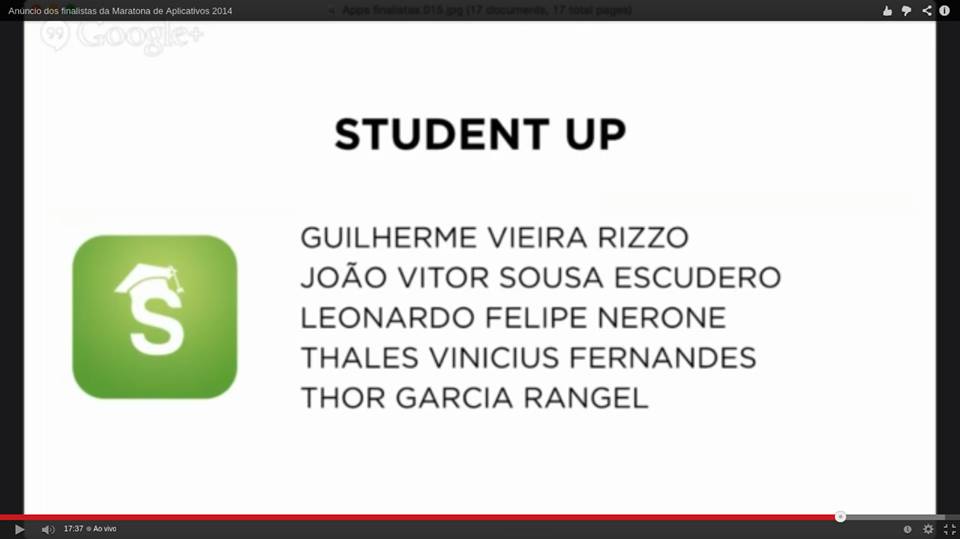 Anúncio dos finalistas da Maratona de Aplicativos 2014
Apps finalistas.015.jpg (17 documents, 17 total pages)
Google+
STUDENT UP
S
GUILHERME VIEIRA RIZZO
JOÃO VITOR SOUSA ESCUDERO
LEONARDO FELIPE NERONE
THALES VINICIUS FERNANDES
THOR GARCIA RANGEL
17:37 Ao vivo